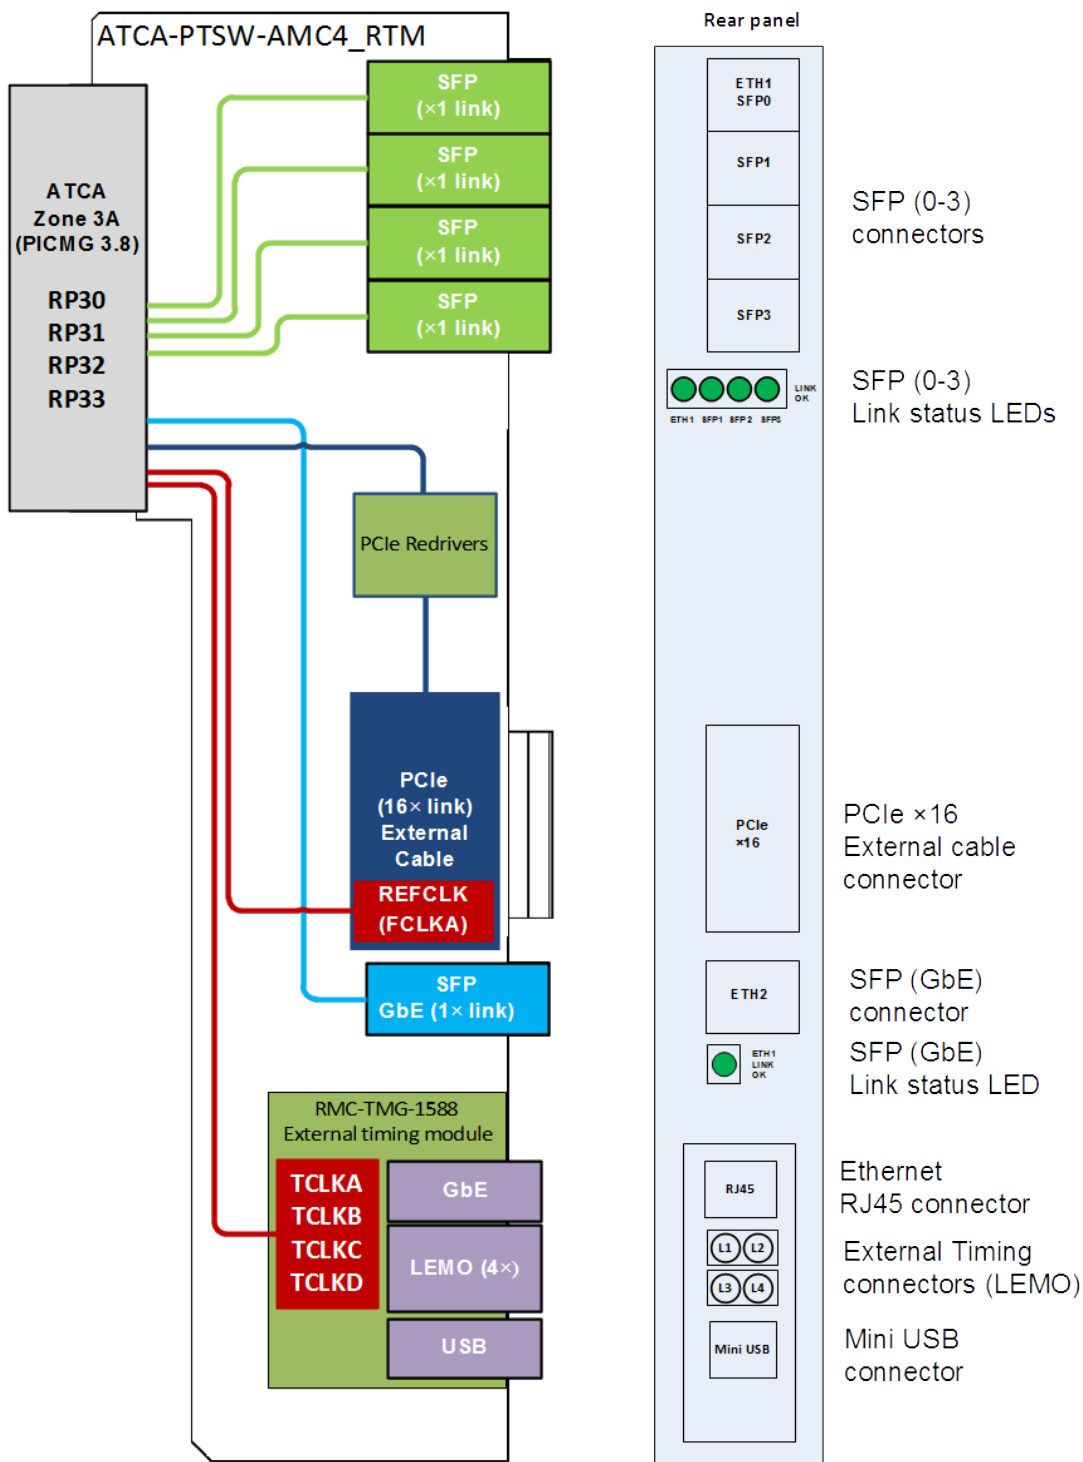 ATCA-PTSW-AMC4_RTM
ATCA
Zone 3A
(PICMG 3.8)
RP30
RP31
RP32
RP33
SFP
(×1 link)
SFP
(×1 link)
SFP
(×1 link)
SFP
(×1 link)
PCIe Redrivers
PCIe
(16× link)
External
Cable
REFCLK
(FCLKA)
SFP
GbE (1× link)
RMC-TMG-1588
External timing module
TCLKA
TCLKB
TCLKC
TCLKD
GbE
LEMO (4×)
USB
Rear panel
ETH1
SFP0
SFP1
SFP2
SFP3
LINK
OK
ETH1 SFP1 SFP2 SFP3
PCIe
×16
ETH2
ETH1
LINK
OK
RJ45
L1 L2
L3 L4
Mini USB
SFP (0-3)
connectors
SFP (0-3)
Link status LEDs
PCIe ×16
External cable
connector
SFP (GbE)
connector
SFP (GbE)
Link status LED
Ethernet
RJ45 connector
External Timing
connectors (LEMO)
Mini USB
connector